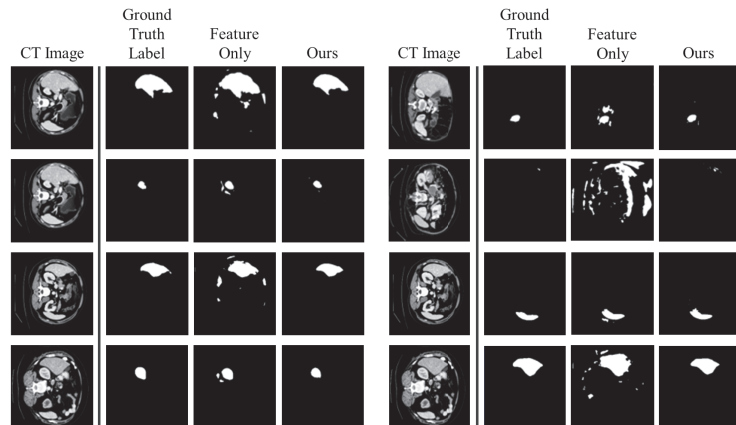 Ground
Truth
Label
Feature
Only
CT Image
Ours
Ground
Truth
Label
Feature
Only
CT Image
Ours